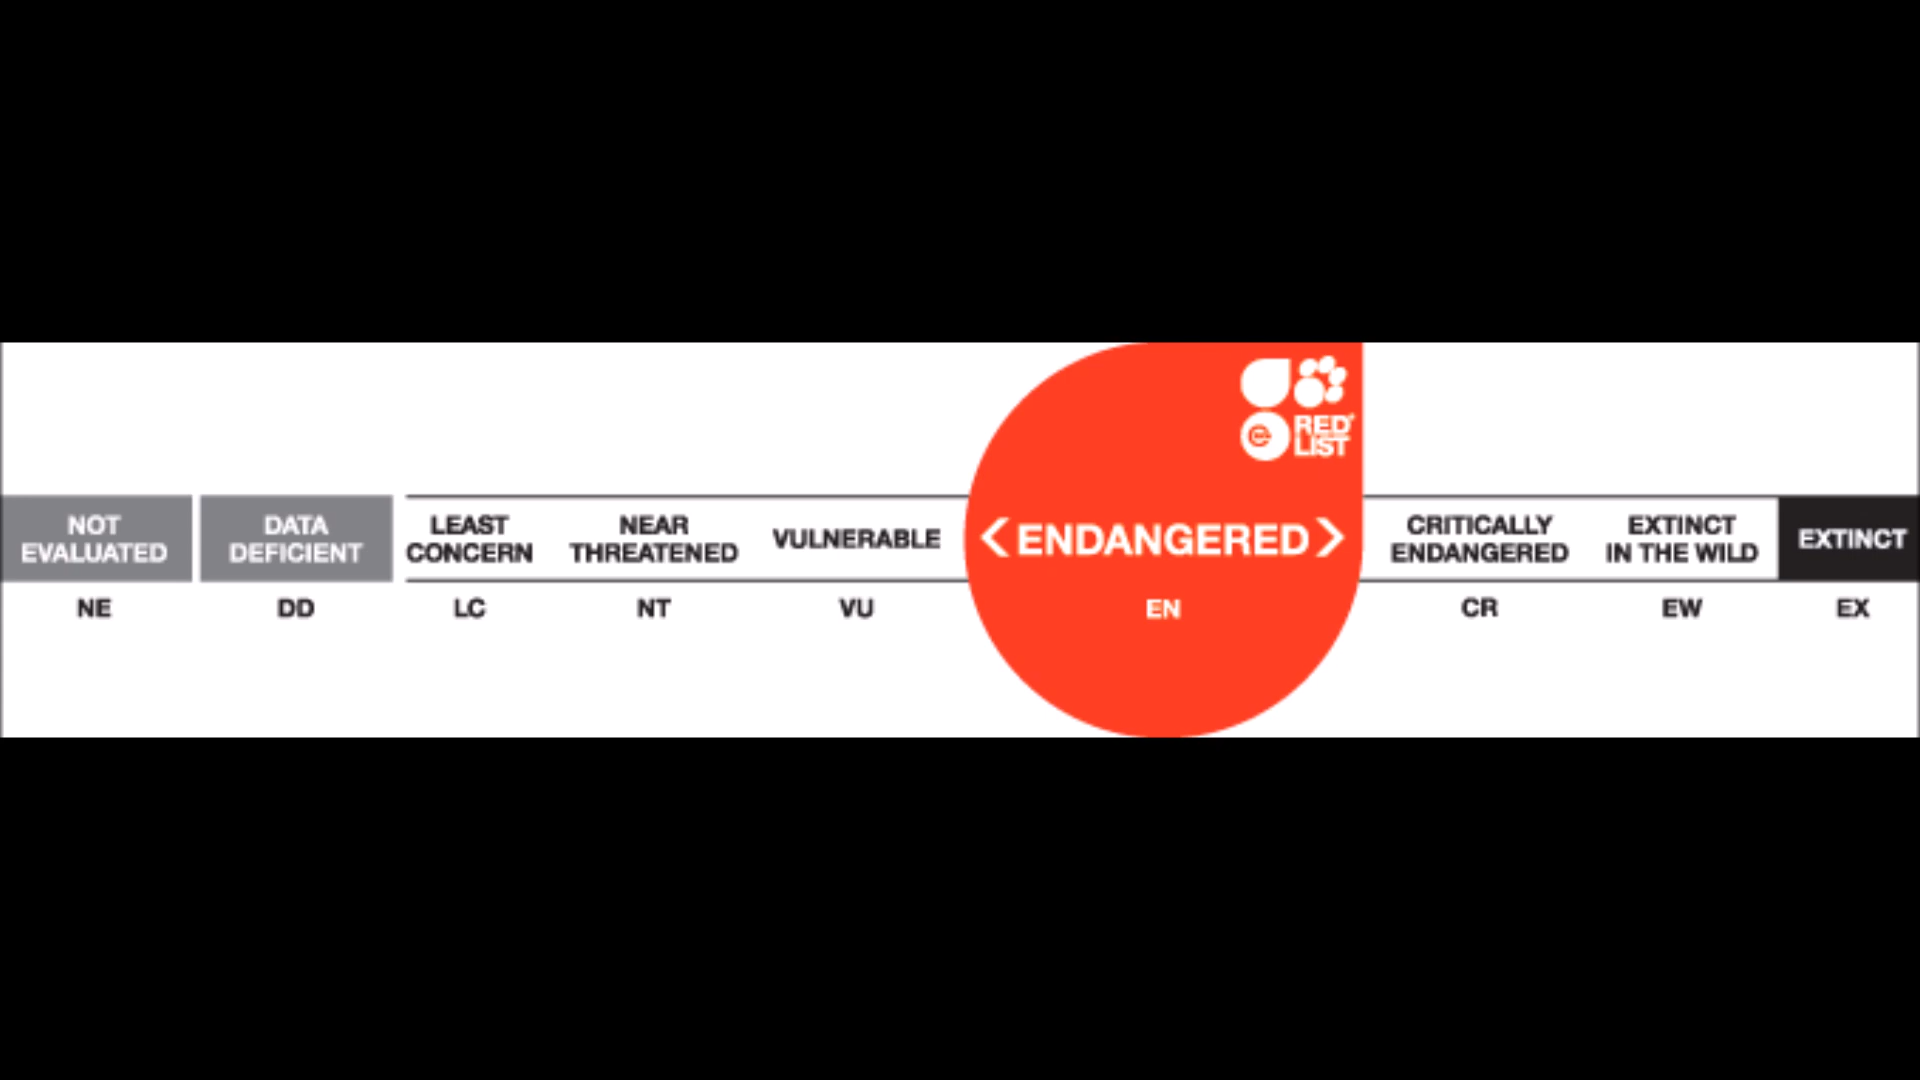 RED
LIST
NOT
EVALUATED
DATA
DEFICIENT
LEAST
CONCERN
NEAR
THREATENED
VULNERABLE
<ENDANGERED>
CRITICALLY
ENDANGERED
EXTINCT
IN THE WILD
EXTINCT
NE
DD
LC
NT
VU
EN
CR
EW
EX